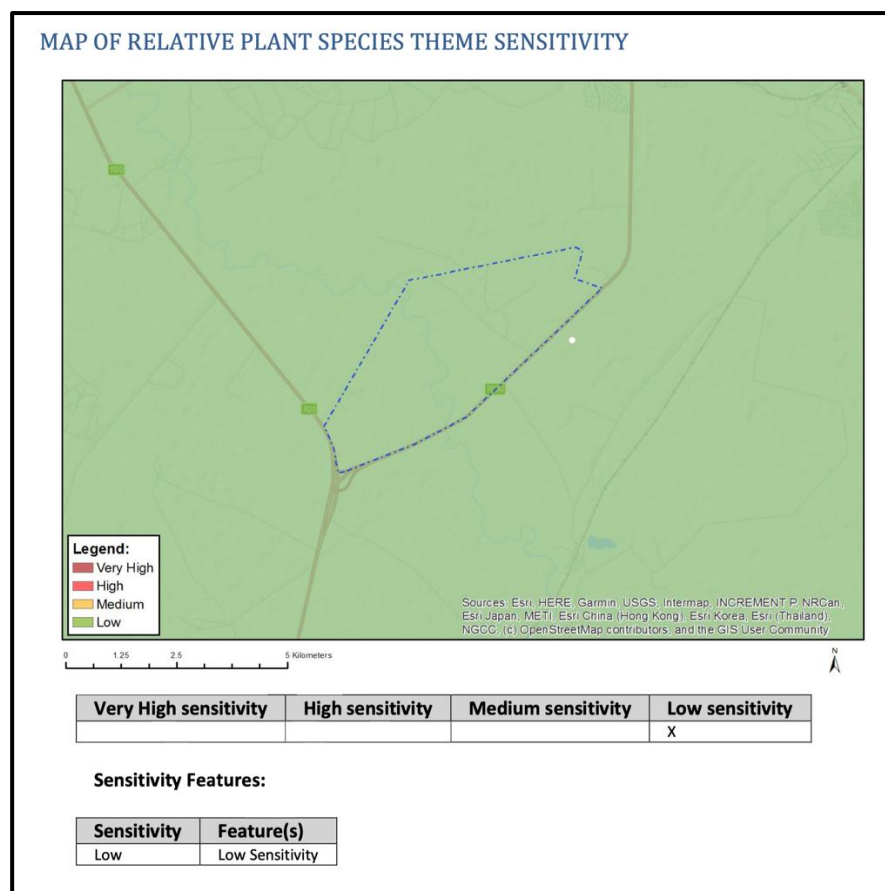 MAP OF RELATIVE PLANT SPECIES THEME SENSITIVITY
Legend:
Very High
High
Medium
Low
Sources: Esri, HERE, Garmin, USGS, Intermap, INCREMENT P, NRCan,
Esri Japan, METI, Esri China (Hong Kong), Esri Korea, Esri (Thailand),
NGCC, (c) OpenStreetMap contributors, and the GIS User Community
0 1.25 2.5 5 Kilometers
N
Very High sensitivity High sensitivity Medium sensitivity Low sensitivity
X
Sensitivity Features:
Sensitivity Feature(s)
Low Low Sensitivity